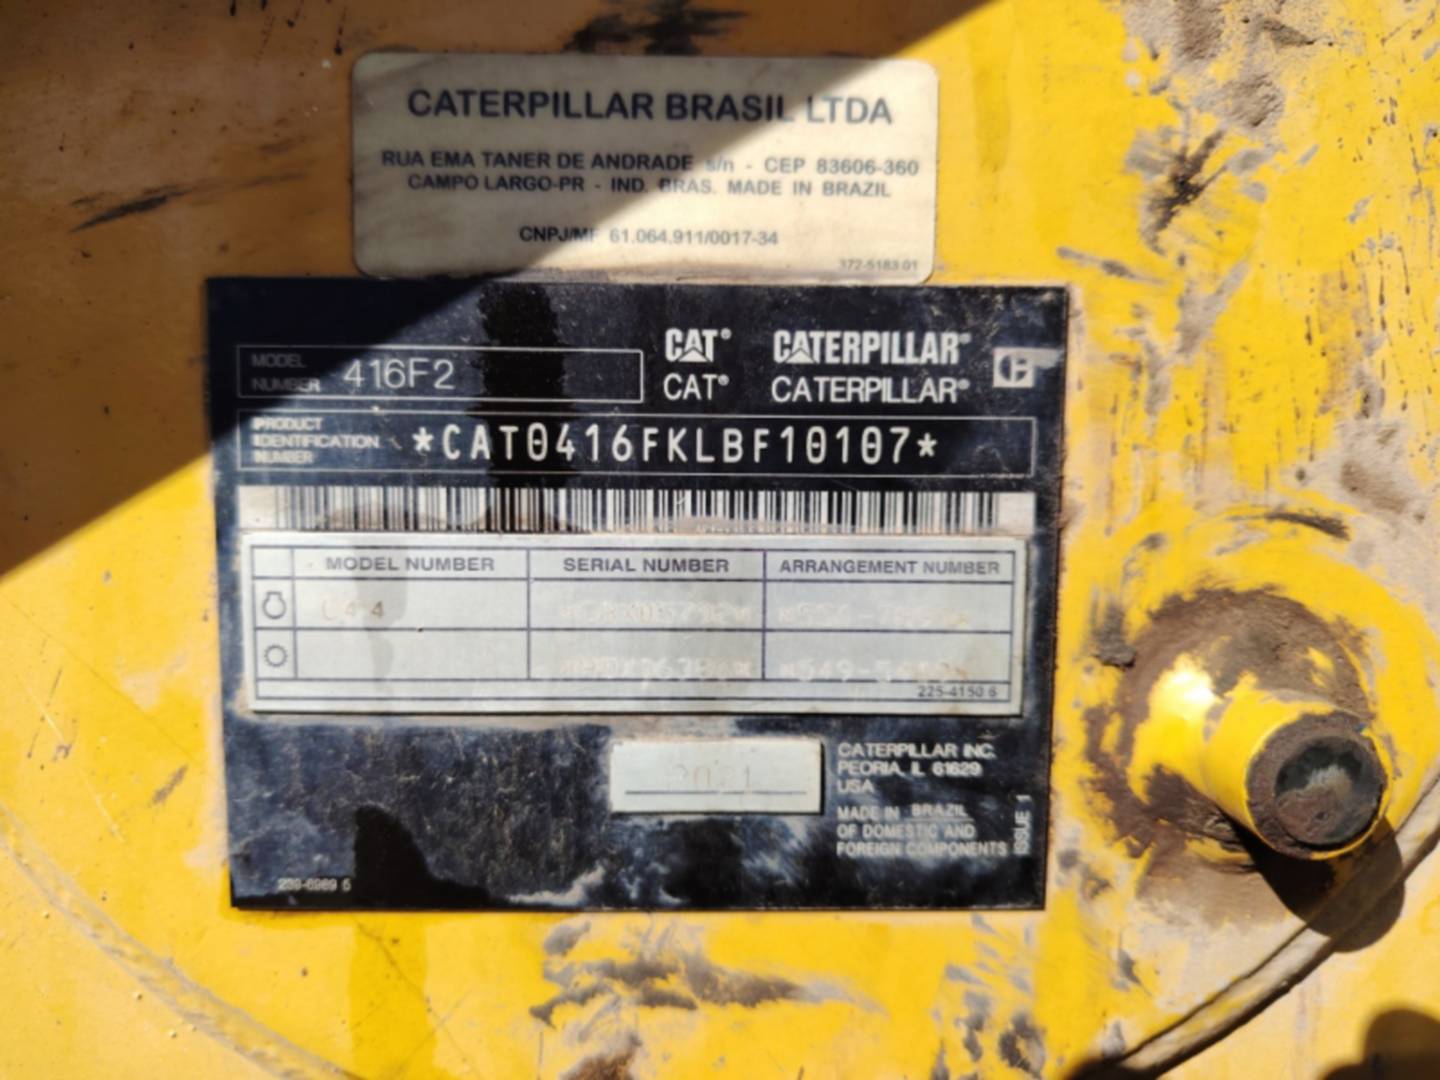 CATERPILLAR BRASIL LTDA
RUA EMA TANER DE ANDRADE s/n - CEP 83606-360
CAMPO LARGO-PR - IND. BRAS. MADE IN BRAZIL
CNPJ/MF 61.064.911/0017-34
372-5183 01
CAT® CATERPILLAR®
CAT® CATERPILLAR®
MODEL NUMBER 416F2
PRODUCT IDENTIFICATION NUMBER *CAT0416FKLBF10107*
MODEL NUMBER SERIAL NUMBER ARRANGEMENT NUMBER
C4.4
225-4150 6
2021
CATERPILLAR INC.
PEORIA, IL 61629
USA
MADE IN BRAZIL
OF DOMESTIC AND
FOREIGN COMPONENTS
ISSUE 1